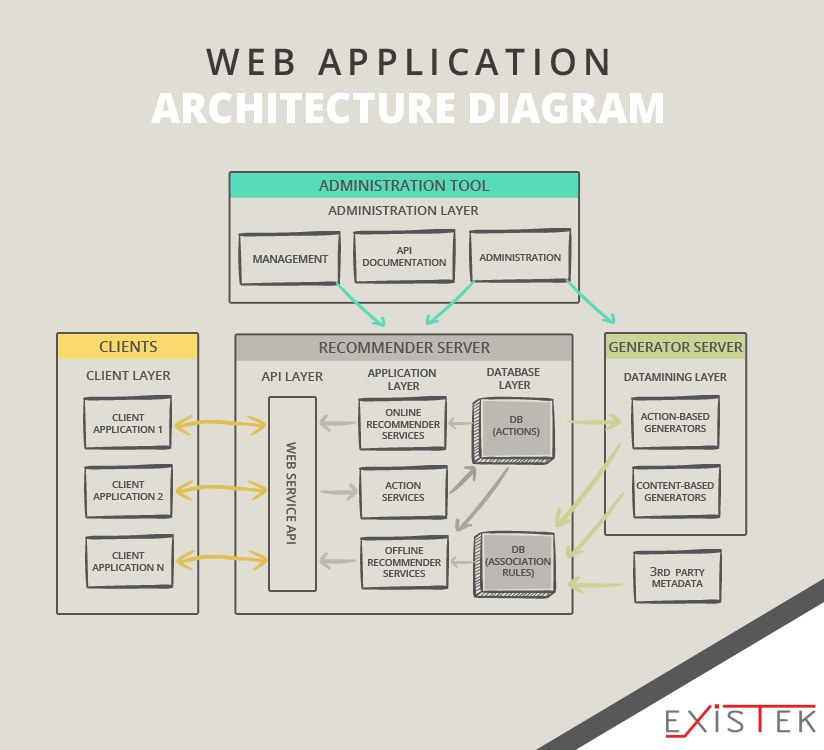 WEB APPLICATION
ARCHITECTURE DIAGRAM
ADMINISTRATION TOOL
ADMINISTRATION LAYER
MANAGEMENT
API
DOCUMENTATION
ADMINISTRATION
CLIENTS
CLIENT LAYER
CLIENT
APPLICATION 1
CLIENT
APPLICATION 2
CLIENT
APPLICATION N
RECOMMENDER SERVER
API LAYER
WEB SERVICE API
APPLICATION
LAYER
ONLINE
RECOMMENDER
SERVICES
ACTION
SERVICES
OFFLINE
RECOMMENDER
SERVICES
DATABASE
LAYER
DB
(ACTIONS)
DB
(ASSOCIATION
RULES)
GENERATOR SERVER
DATAMINING LAYER
ACTION-BASED
GENERATORS
CONTENT-BASED
GENERATORS
3RD PARTY
METADATA
EXISTEK